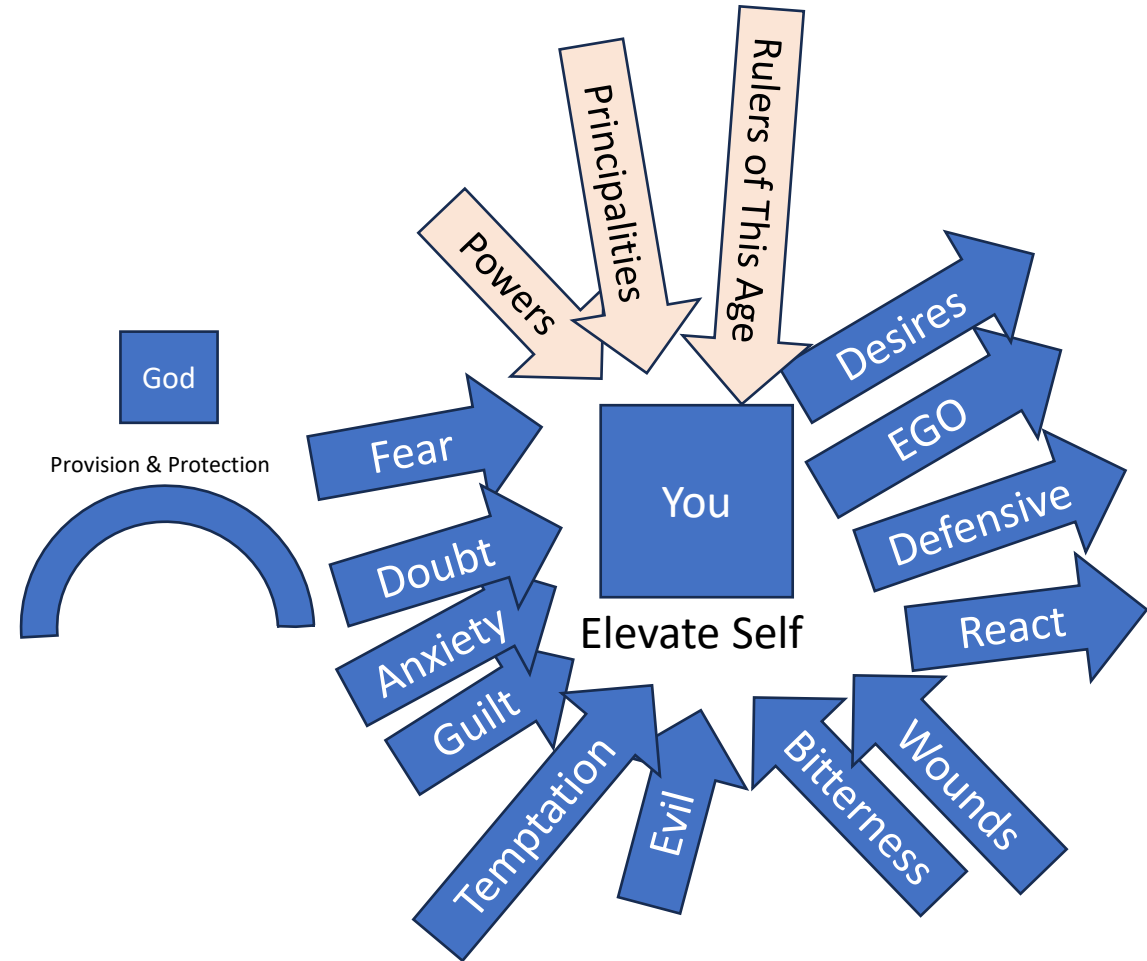 Rulers of This Age
Principalities
Powers
God
Provision & Protection
Fear
Doubt
Anxiety
Guilt
Temptation
Evil
Bitterness
Wounds
You
Elevate Self
Desires
EGO
Defensive
React